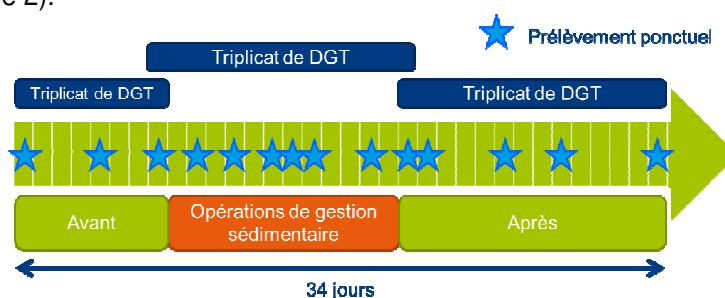 e 2).
Prélèvement ponctuel
Triplicat de DGT
Triplicat de DGT
Triplicat de DGT
Avant
Opérations de gestion
sédimentaire
Après
34 jours